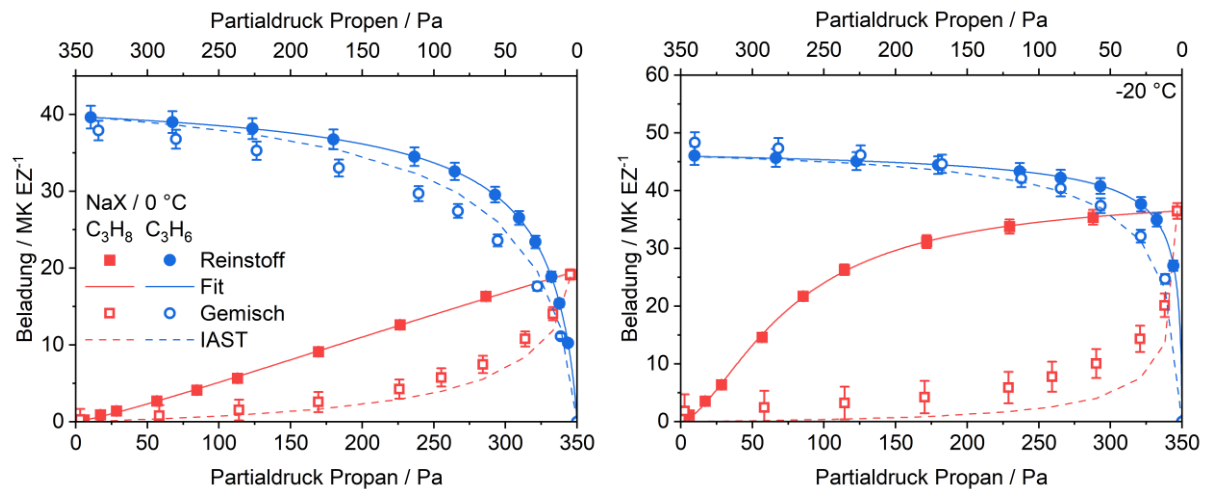 Partialdruck Propen / Pa
350 300 250 200 150 100 50 0
Beladung / MK EZ⁻¹
40
30
20
10
0
NaX / 0 °C
C₃H₈ C₃H₆
Reinstoff
Fit
Gemisch
IAST
0 50 100 150 200 250 300 350
Partialdruck Propan / Pa
Partialdruck Propen / Pa
350 300 250 200 150 100 50 0
-20 °C
Beladung / MK EZ⁻¹
60
50
40
30
20
10
0
0 50 100 150 200 250 300 350
Partialdruck Propan / Pa